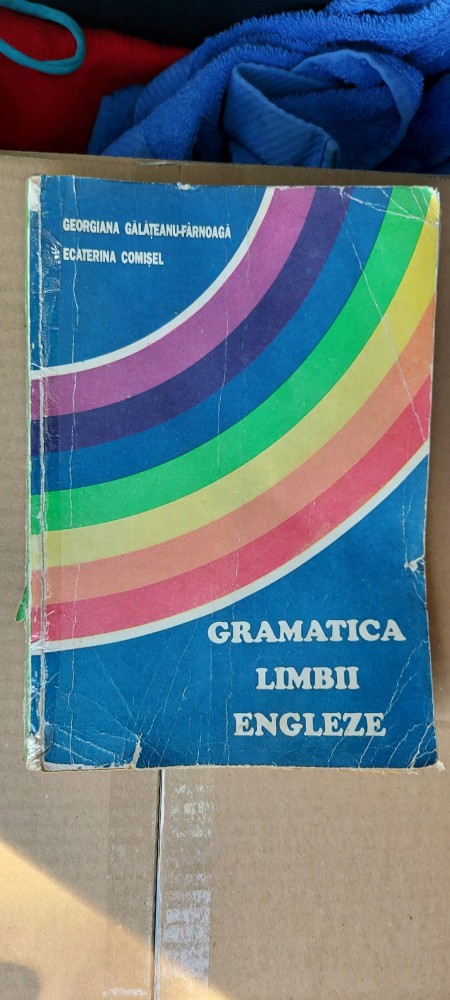 GEORGIANA GĂLĂȚEANU-FÂRNOAGĂ
ECATERINA COMIȘEL
GRAMATICA
LIMBII
ENGLEZE